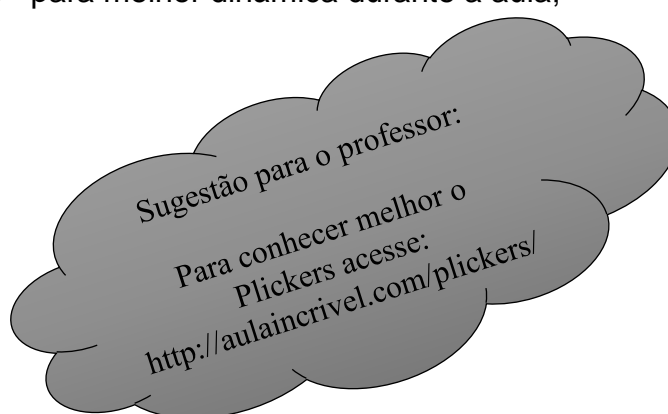 para melhor dinâmica durante a aula;
Sugestão para o professor:
Para conhecer melhor o
Plickers acesse:
http://aulaincrivel.com/plickers/